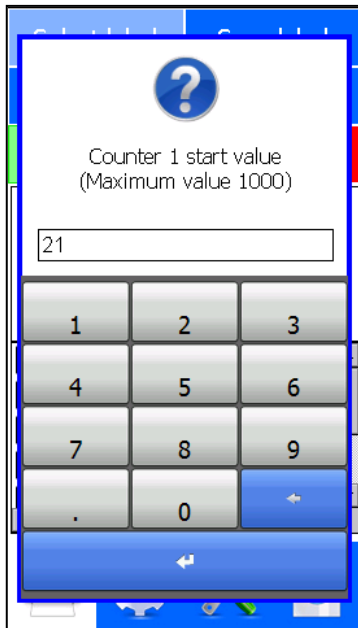 ?
Counter 1 start value
(Maximum value 1000)
21
1 2 3
4 5 6
7 8 9
. 0